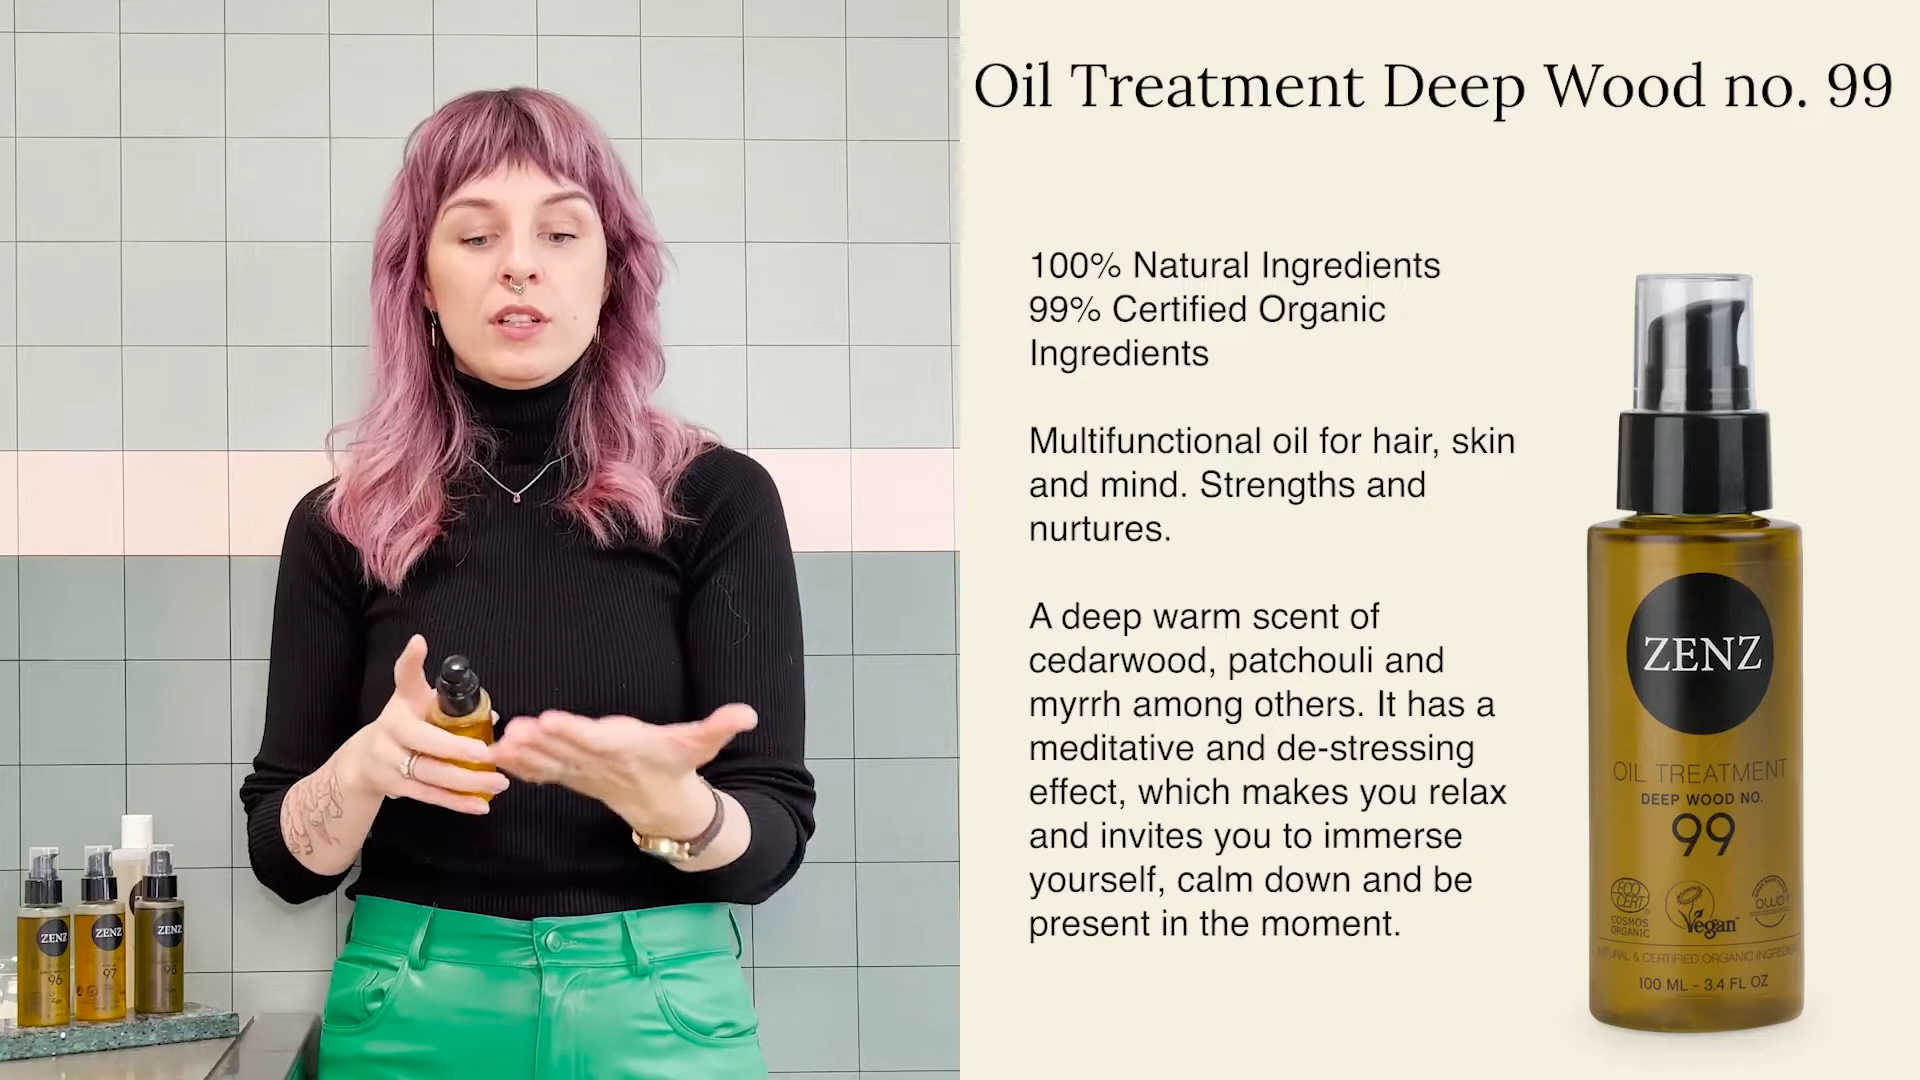 Oil Treatment Deep Wood no. 99
100% Natural Ingredients
99% Certified Organic
Ingredients
Multifunctional oil for hair, skin
and mind. Strengths and
nurtures.
A deep warm scent of
cedarwood, patchouli and
myrrh among others. It has a
meditative and de-stressing
effect, which makes you relax
and invites you to immerse
yourself, calm down and be
present in the moment.
ZENZ
OIL TREATMENT
DEEP WOOD NO.
99
ECO
CERT
COSMOS
ORGANIC
Vegan
OWD
& CERTIFIED ORGANIC
100 ML - 3.4 FL OZ
ZENZ
96
ZENZ
97
ZENZ
98